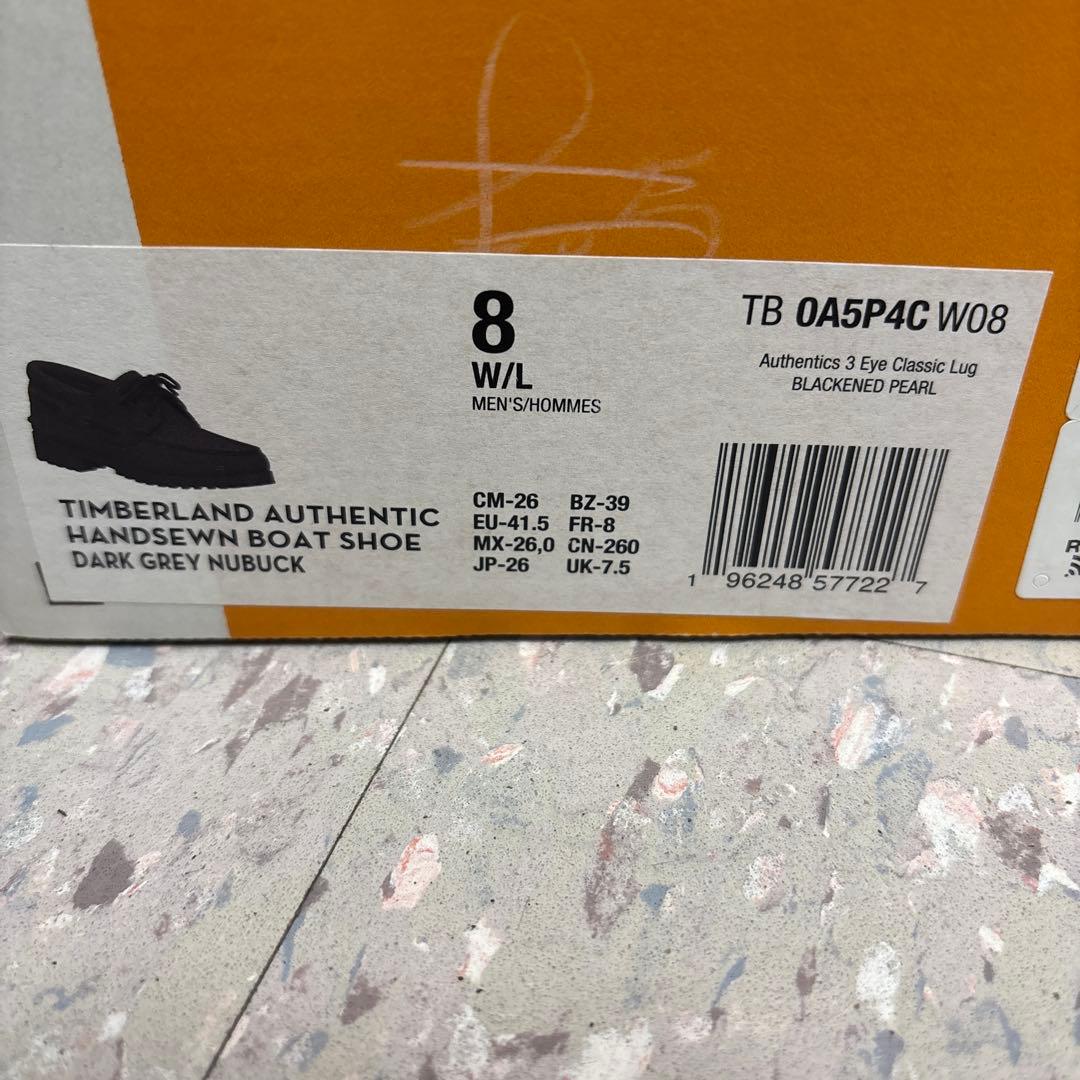 8
W/L
MEN'S/HOMMES
TB 0A5P4C W08
Authentics 3 Eye Classic Lug
BLACKENED PEARL
TIMBERLAND AUTHENTIC
HANDSEWN BOAT SHOE
DARK GREY NUBUCK
CM-26 BZ-39
EU-41.5 FR-8
MX-26,0 CN-260
JP-26 UK-7.5
1 96248 57722 7
R